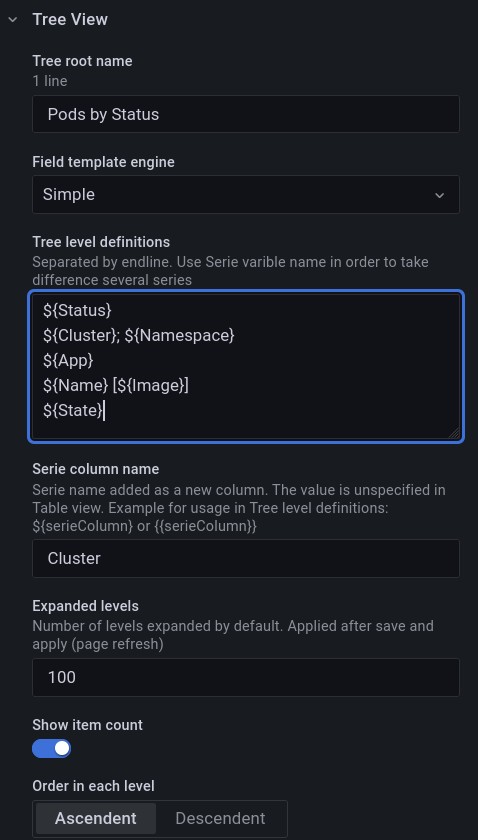 Tree View
Tree root name
1 line
Pods by Status
Field template engine
Simple
Tree level definitions
Separated by endline. Use Serie varible name in order to take
difference several series
${Status}
${Cluster}; ${Namespace}
${App}
${Name} [${Image}]
${State}
Serie column name
Serie name added as a new column. The value is unspecified in
Table view. Example for usage in Tree level definitions:
${serieColumn} or {{serieColumn}}
Cluster
Expanded levels
Number of levels expanded by default. Applied after save and
apply (page refresh)
100
Show item count
Order in each level
Ascendent Descendent